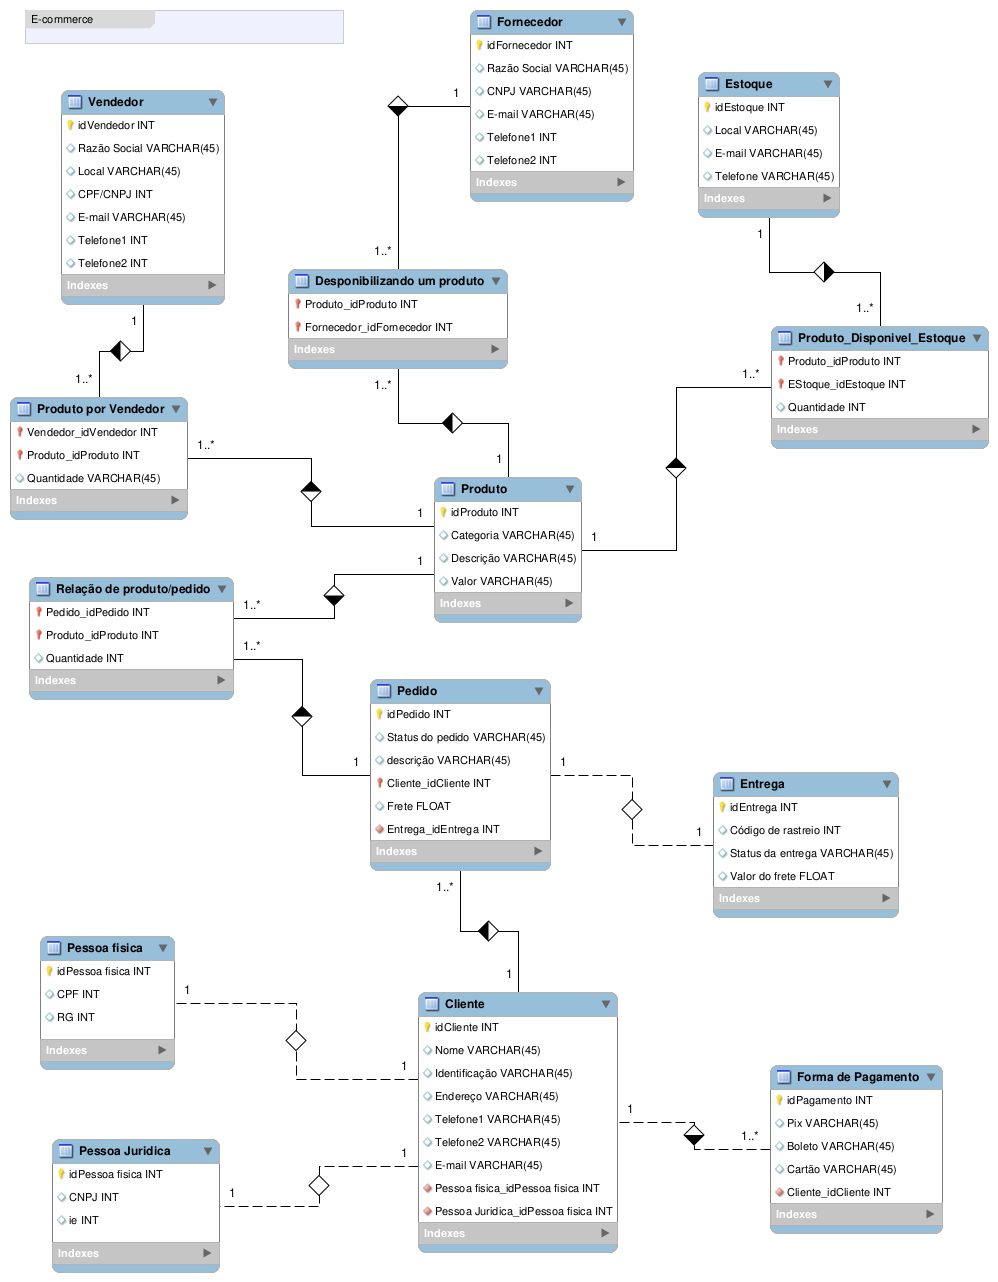 E-commerce
Fornecedor
idFornecedor INT
Razão Social VARCHAR(45)
CNPJ VARCHAR(45)
E-mail VARCHAR(45)
Telefone1 INT
Telefone2 INT
Indexes
1
1..*
Estoque
idEstoque INT
Local VARCHAR(45)
E-mail VARCHAR(45)
Telefone VARCHAR(45)
Indexes
1
1..*
Vendedor
idVendedor INT
Razão Social VARCHAR(45)
Local VARCHAR(45)
CPF/CNPJ INT
E-mail VARCHAR(45)
Telefone1 INT
Telefone2 INT
Indexes
1
1..*
Desponibilizando um produto
Produto_idProduto INT
Fornecedor_idFornecedor INT
Indexes
1..*
1
Produto_Disponivel_Estoque
Produto_idProduto INT
EStoque_idEstoque INT
Quantidade INT
Indexes
1..*
1
Produto por Vendedor
Vendedor_idVendedor INT
Produto_idProduto INT
Quantidade VARCHAR(45)
Indexes
1..*
1
Produto
idProduto INT
Categoria VARCHAR(45)
Descrição VARCHAR(45)
Valor VARCHAR(45)
Indexes
1
1..*
Relação de produto/pedido
Pedido_idPedido INT
Produto_idProduto INT
Quantidade INT
Indexes
1..*
1
Pedido
idPedido INT
Status do pedido VARCHAR(45)
descrição VARCHAR(45)
Cliente_idCliente INT
Frete FLOAT
Entrega_idEntrega INT
Indexes
1
1
Entrega
idEntrega INT
Código de rastreio INT
Status da entrega VARCHAR(45)
Valor do frete FLOAT
Indexes
1..*
1
Pessoa fisica
idPessoa fisica INT
CPF INT
RG INT
Indexes
1
1
Cliente
idCliente INT
Nome VARCHAR(45)
Identificação VARCHAR(45)
Endereço VARCHAR(45)
Telefone1 VARCHAR(45)
Telefone2 VARCHAR(45)
E-mail VARCHAR(45)
Pessoa fisica_idPessoa fisica INT
Pessoa Juridica_idPessoa fisica INT
Indexes
1
1..*
Forma de Pagamento
idPagamento INT
Pix VARCHAR(45)
Boleto VARCHAR(45)
Cartão VARCHAR(45)
Cliente_idCliente INT
Indexes
Pessoa Juridica
idPessoa fisica INT
CNPJ INT
ie INT
Indexes
1
1